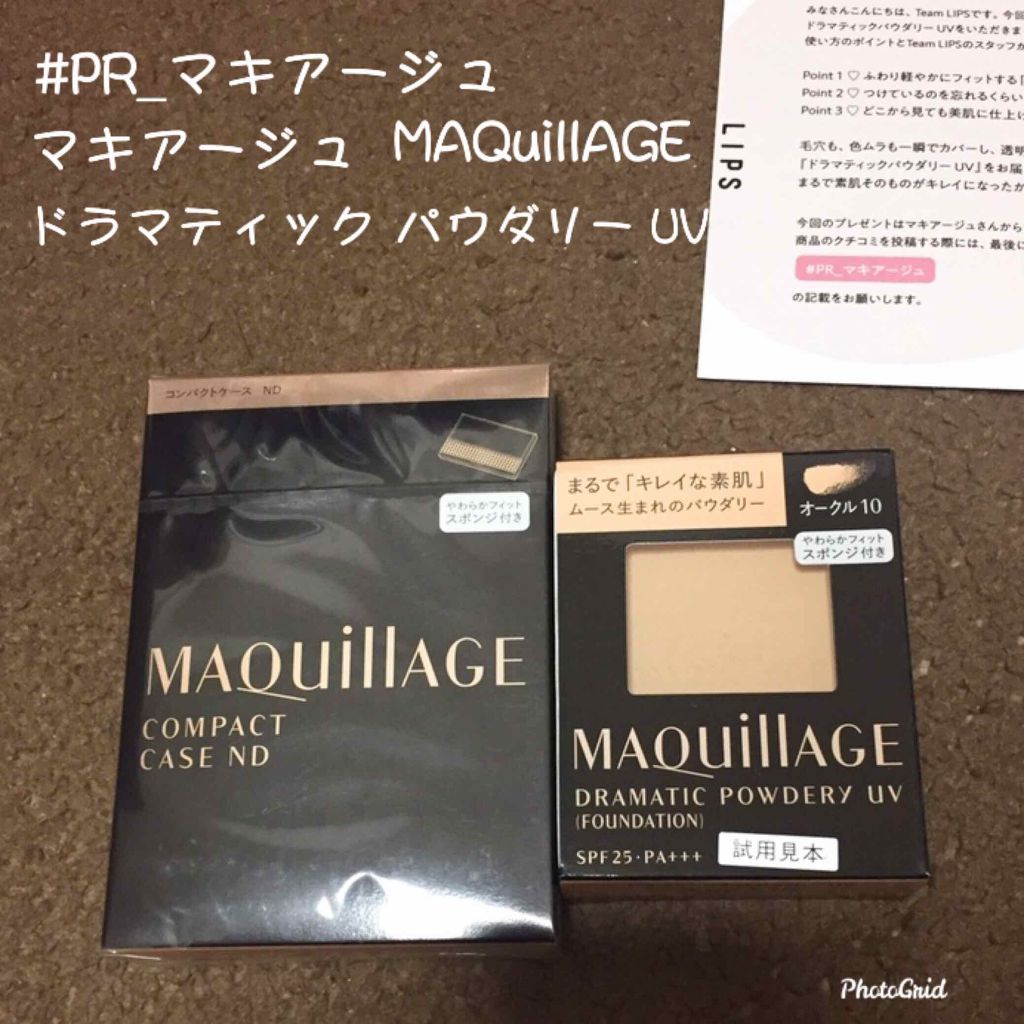 #PR_マキアージュ
マキアージュ MAQuillAGE
ドラマティック パウダリー UV
みなさんこんにちは、Team LIPSです。今回
ドラマティックパウダリー UVをいただきま
使い方のポイントとTeam LIPSのスタッフか
Point 1 ♡ ふわり軽やかにフィットする「
Point 2 ♡ つけているのを忘れるくらい
Point 3 ♡ どこから見ても美肌に仕上げ
毛穴も、色ムラも一瞬でカバーし、透明
『ドラマティックパウダリー UV』をお届
まるで素肌そのものがキレイになったか
今回のプレゼントはマキアージュさんから
商品のクチコミを投稿する際には、最後に
#PR_マキアージュ
の記載をお願いします。
LIPS
コンパクトケース ND
やわらかフィット
スポンジ付き
MAQuillAGE
COMPACT
CASE ND
まるで「キレイな素肌」
ムース生まれのパウダリー
オークル10
やわらかフィット
スポンジ付き
MAQuillAGE
DRAMATIC POWDERY UV
(FOUNDATION)
SPF25・PA+++
試用見本
PhotoGrid